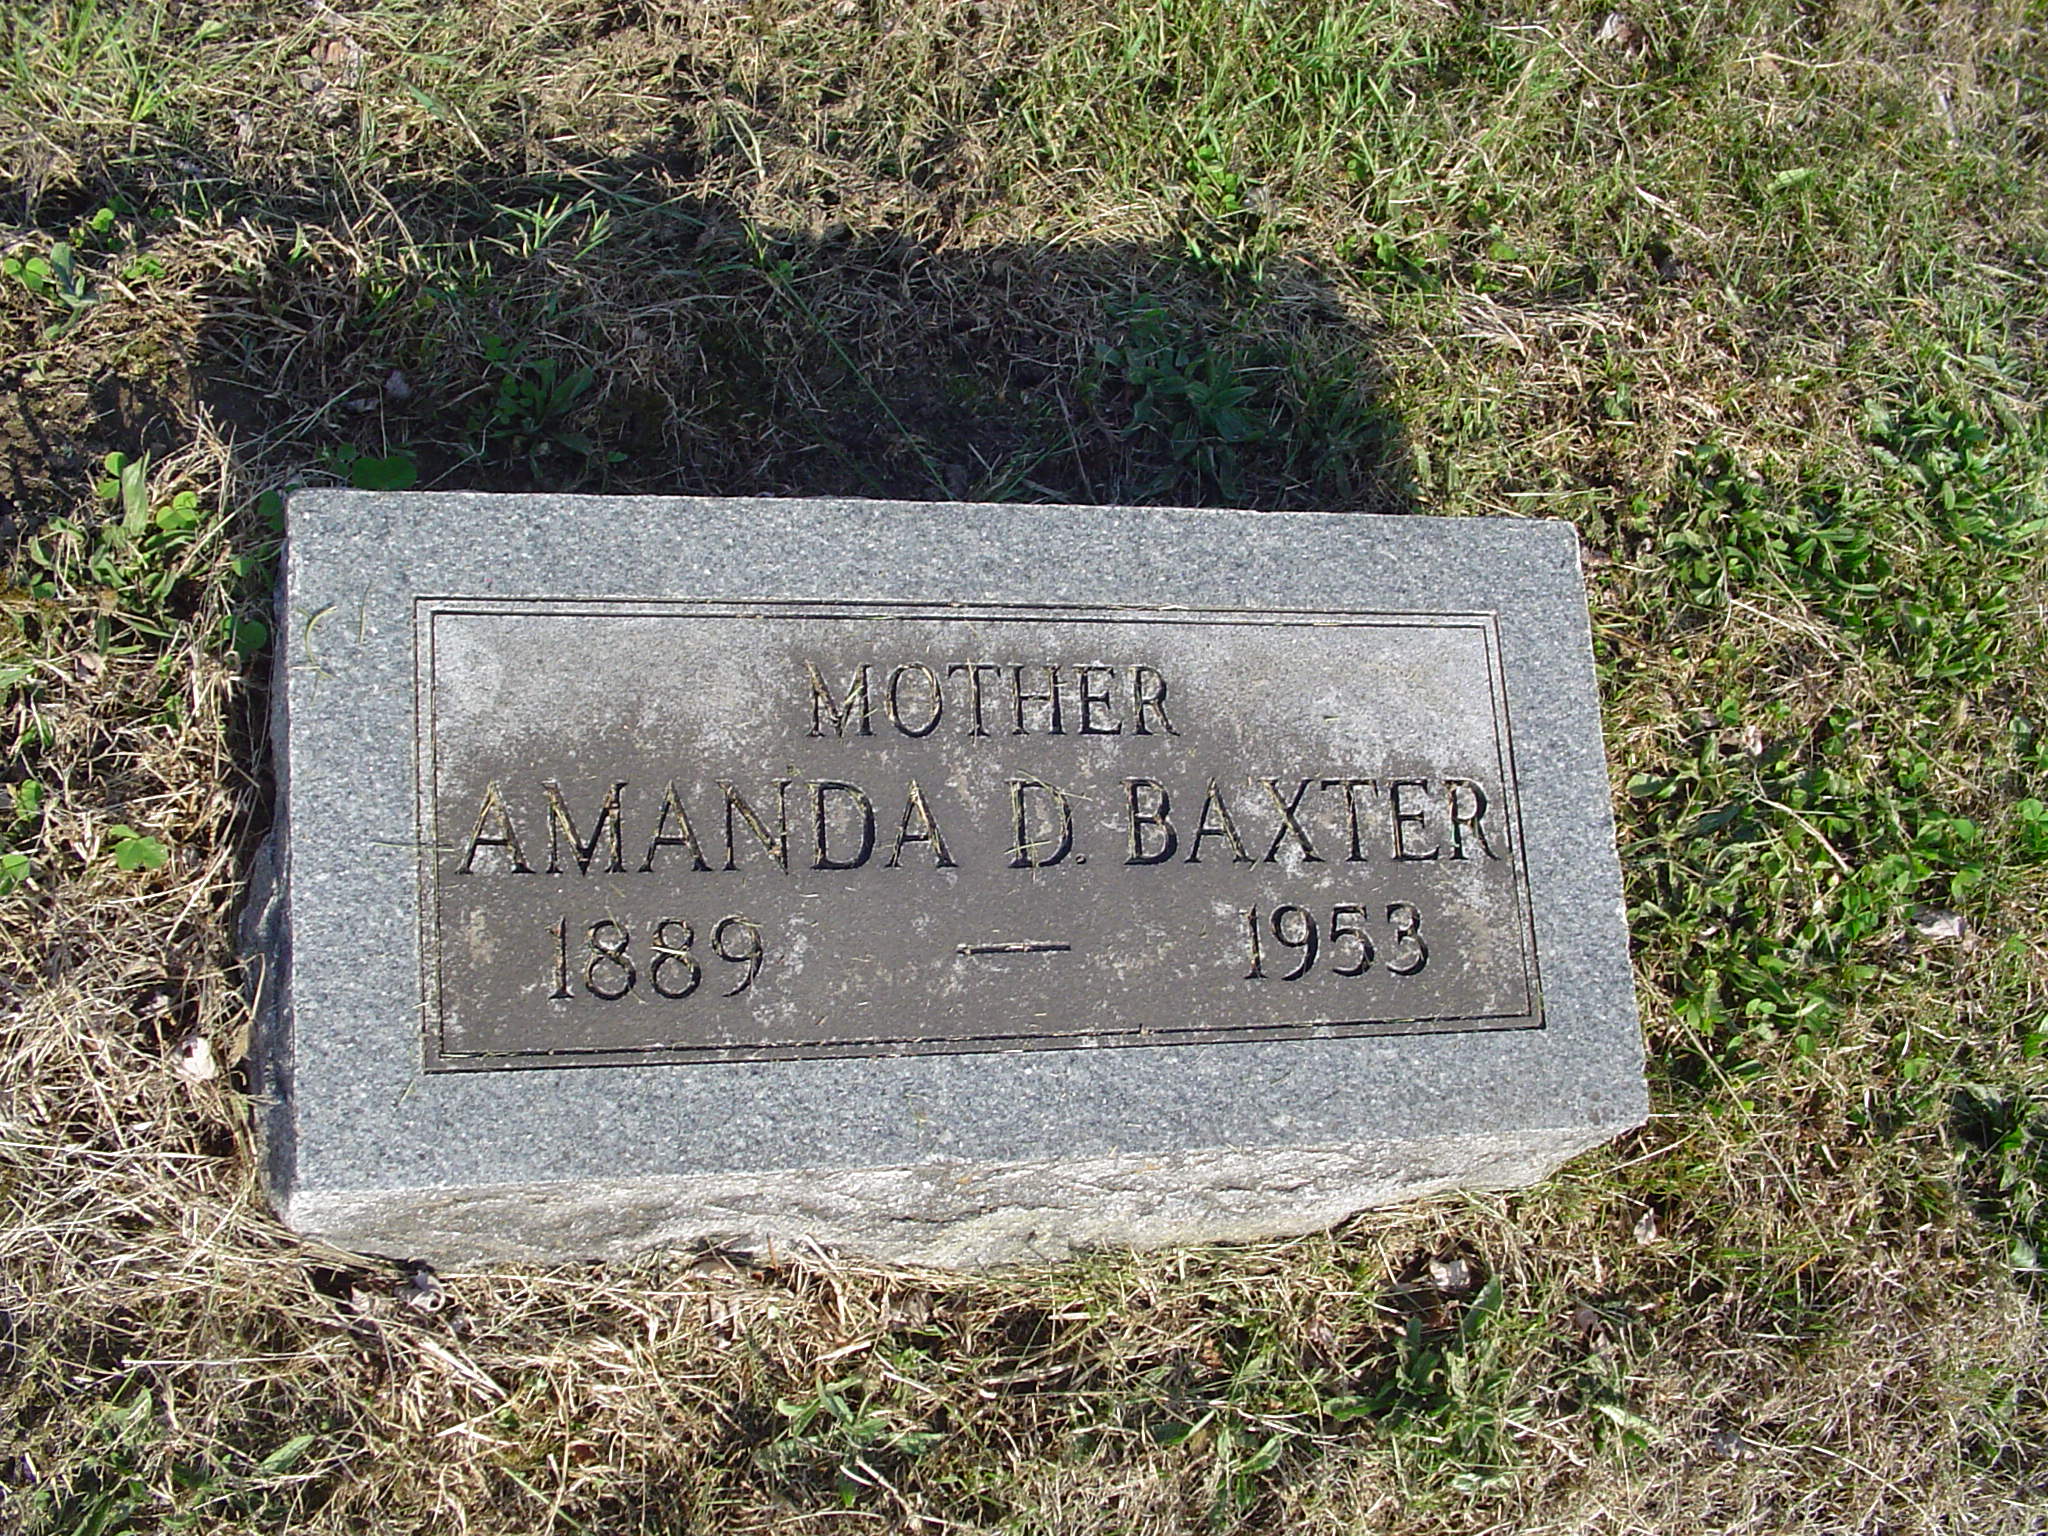 MOTHER
AMANDA D. BAXTER
1889 — 1953